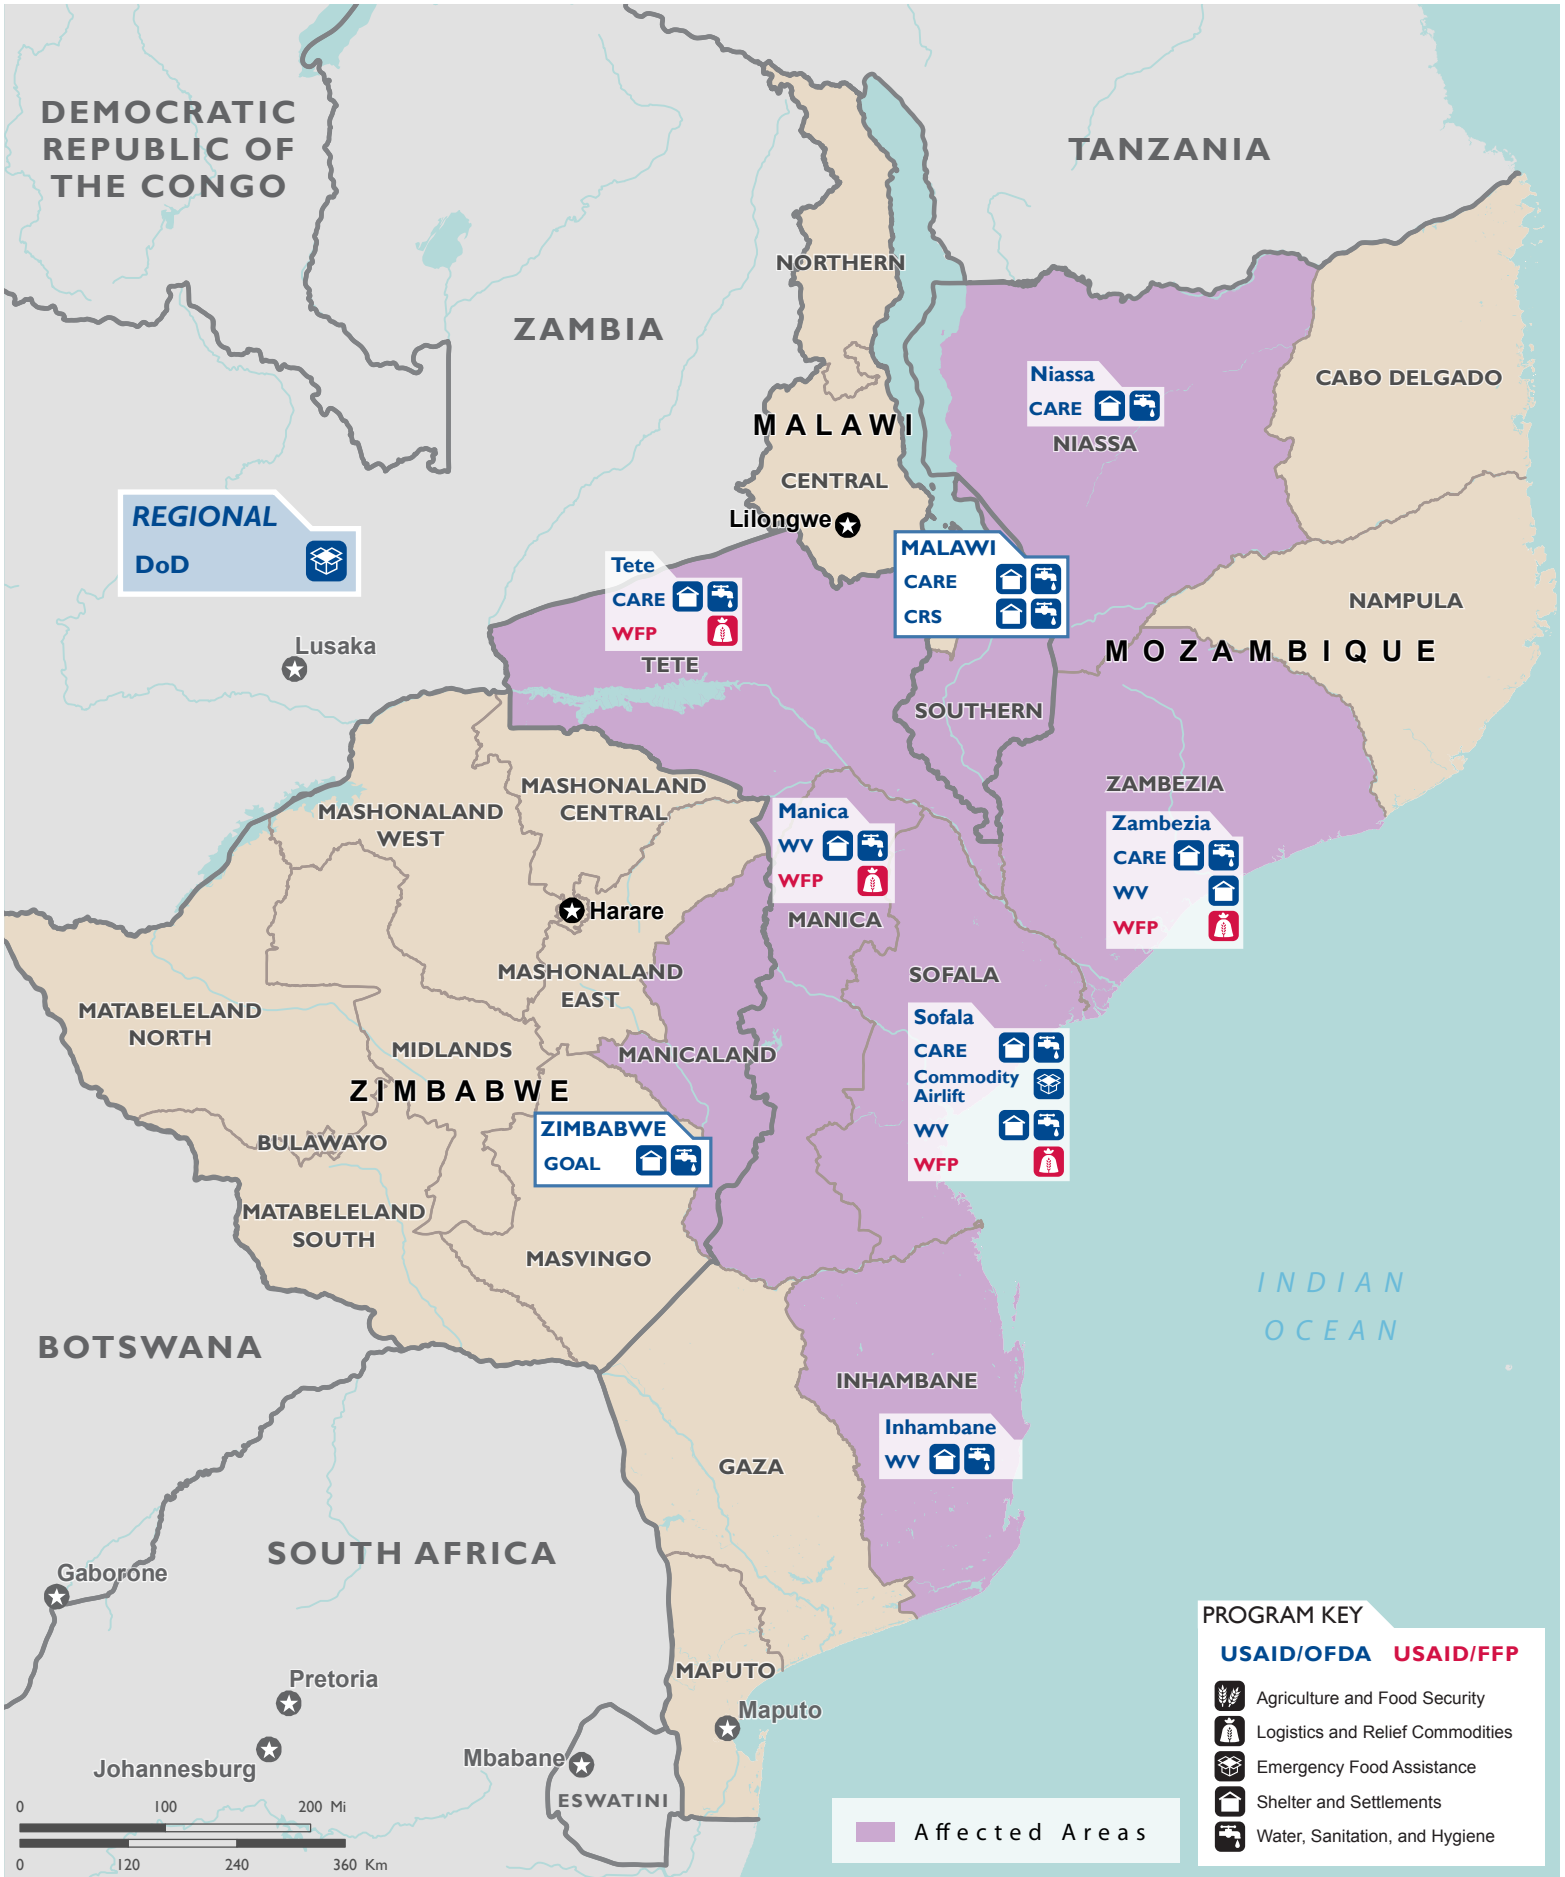 DEMOCRATIC
REPUBLIC OF
THE CONGO
TANZANIA
NORTHERN
ZAMBIA
Niassa
CARE
NIASSA
CABO DELGADO
MALAWI
CENTRAL
Lilongwe
REGIONAL
DoD
MALAWI
CARE
CRS
Tete
CARE
WFP
TETE
NAMPULA
MOZAMBIQUE
Lusaka
SOUTHERN
ZAMBEZIA
Zambezia
CARE
WV
WFP
MASHONALAND
CENTRAL
MASHONALAND
WEST
Manica
WV
WFP
MANICA
Harare
MASHONALAND
EAST
SOFALA
Sofala
CARE
Commodity
Airlift
WV
WFP
MATABELELAND
NORTH
MIDLANDS
MANICALAND
ZIMBABWE
ZIMBABWE
GOAL
BULAWAYO
MATABELELAND
SOUTH
MASVINGO
INDIAN
OCEAN
BOTSWANA
INHAMBANE
Inhambane
WV
GAZA
SOUTH AFRICA
Gaborone
Pretoria
Johannesburg
MAPUTO
Maputo
Mbabane
ESWATINI
0 100 200 Mi
0 120 240 360 Km
Affected Areas
PROGRAM KEY
USAID/OFDA USAID/FFP
Agriculture and Food Security
Logistics and Relief Commodities
Emergency Food Assistance
Shelter and Settlements
Water, Sanitation, and Hygiene